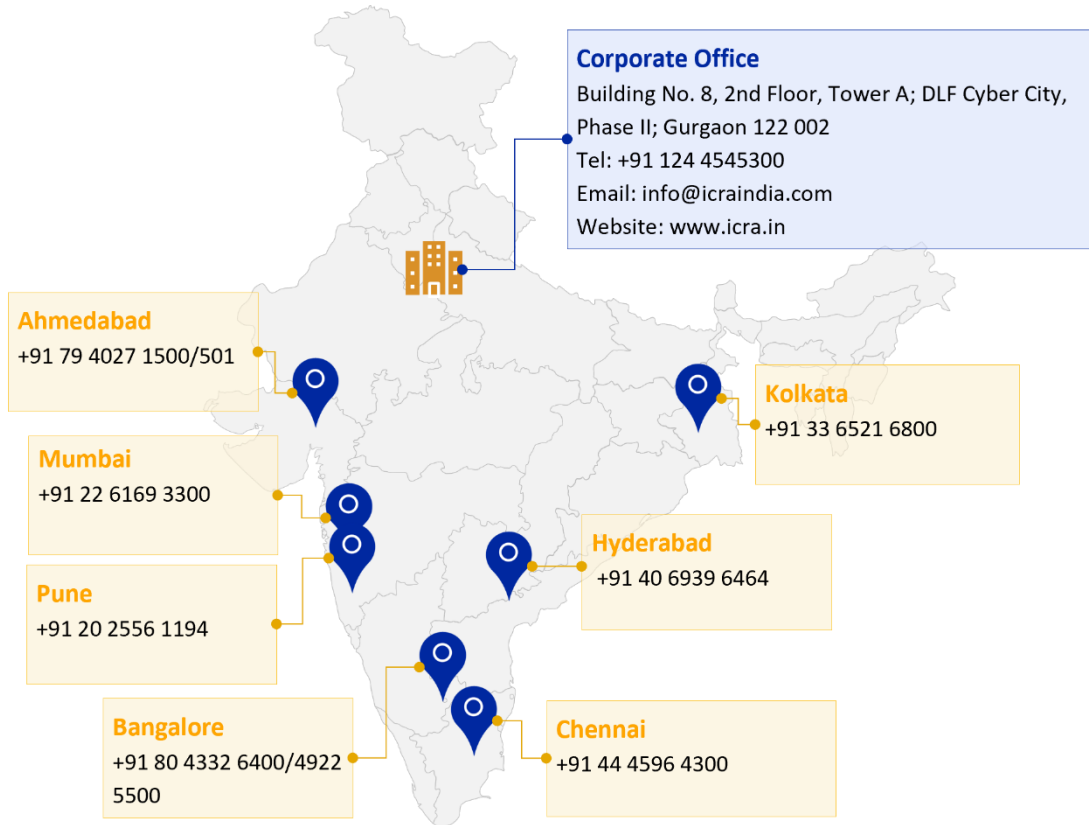 Corporate Office
Building No. 8, 2nd Floor, Tower A; DLF Cyber City,
Phase II; Gurgaon 122 002
Tel: +91 124 4545300
Email: info@icraindia.com
Website: www.icra.in
Ahmedabad
+91 79 4027 1500/501
Kolkata
+91 33 6521 6800
Mumbai
+91 22 6169 3300
Hyderabad
+91 40 6939 6464
Pune
+91 20 2556 1194
Bangalore
+91 80 4332 6400/4922
5500
Chennai
+91 44 4596 4300